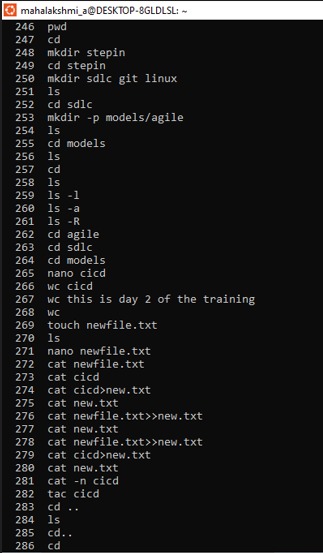 mahalakshmi_a@DESKTOP-8GLDLSL: ~
246 pwd
247 cd
248 mkdir stepin
249 cd stepin
250 mkdir sdlc git linux
251 ls
252 cd sdlc
253 mkdir -p models/agile
254 ls
255 cd models
256 ls
257 cd
258 ls
259 ls -l
260 ls -a
261 ls -R
262 cd agile
263 cd sdlc
264 cd models
265 nano cicd
266 wc cicd
267 wc this is day 2 of the training
268 wc
269 touch newfile.txt
270 ls
271 nano newfile.txt
272 cat newfile.txt
273 cat cicd
274 cat cicd>new.txt
275 cat new.txt
276 cat newfile.txt>>new.txt
277 cat new.txt
278 cat newfile.txt>>new.txt
279 cat cicd>new.txt
280 cat new.txt
281 cat -n cicd
282 tac cicd
283 cd ..
284 ls
285 cd..
286 cd